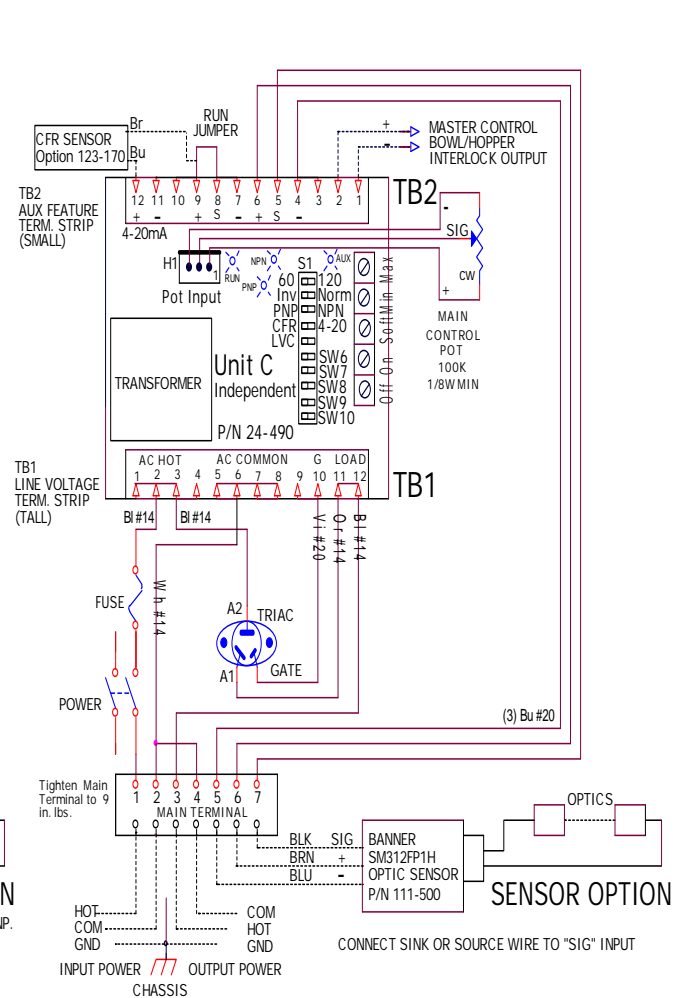 Br
RUN
JUMPER
CFR SENSOR
Option 123-170
Bu
+ MASTER CONTROL
- BOWL/HOPPER
INTERLOCK OUTPUT
TB2
AUX FEATURE
TERM. STRIP
(SMALL)
12 11 10 9 8 7 6 5 4 3 2 1
+ - + S - + S -
TB2
4-20mA
-
SIG
CW
+
H1
1
Pot Input
RUN
NPN
PNP
AUX
S1
60 120
Inv Norm
PNP NPN
CFR 4-20
LVC
SW6
SW7
SW8
SW9
SW10
Off On Soft Min Max
MAIN
CONTROL
POT
100K
1/8W MIN
TRANSFORMER
Unit C
Independent
P/N 24-490
TB1
LINE VOLTAGE
TERM. STRIP
(TALL)
AC HOT AC COMMON G LOAD
1 2 3 4 5 6 7 8 9 10 11 12
TB1
Bl #14 Bl #14
Vi #20
Or #14
Bl #14
Wh #14
FUSE
A2 TRIAC
GATE
A1
POWER
(3) Bu #20
Tighten Main
Terminal to 9
in. lbs.
1 2 3 4 5 6 7
MAIN TERMINAL
OPTICS
BLK SIG
BRN +
BLU -
BANNER
SM312FP1H
OPTIC SENSOR
P/N 111-500
N
SENSOR OPTION
NP.
HOT COM
COM HOT
GND GND
CONNECT SINK OR SOURCE WIRE TO "SIG" INPUT
INPUT POWER OUTPUT POWER
CHASSIS